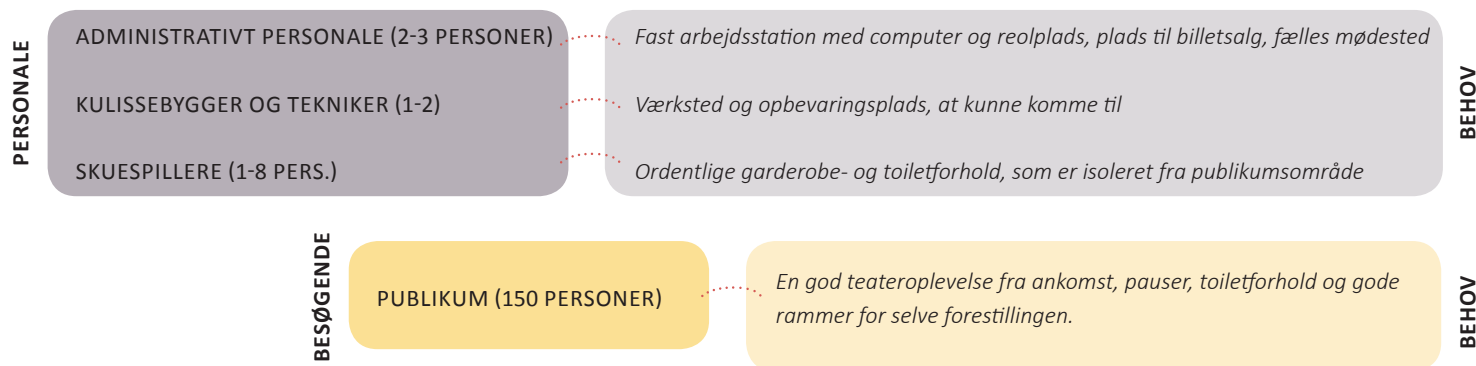 PERSONALE
ADMINISTRATIVT PERSONALE (2-3 PERSONER)
Fast arbejdsstation med computer og reolplads, plads til billetsalg, fælles mødested
KULISSEBYGGER OG TEKNIKER (1-2)
Værksted og opbevaringsplads, at kunne komme til
SKUESPILLERE (1-8 PERS.)
Ordentlige garderobe- og toiletforhold, som er isoleret fra publikumsområde
BEHOV
BESØGENDE
PUBLIKUM (150 PERSONER)
En god teateroplevelse fra ankomst, pauser, toiletforhold og gode
rammer for selve forestillingen.
BEHOV